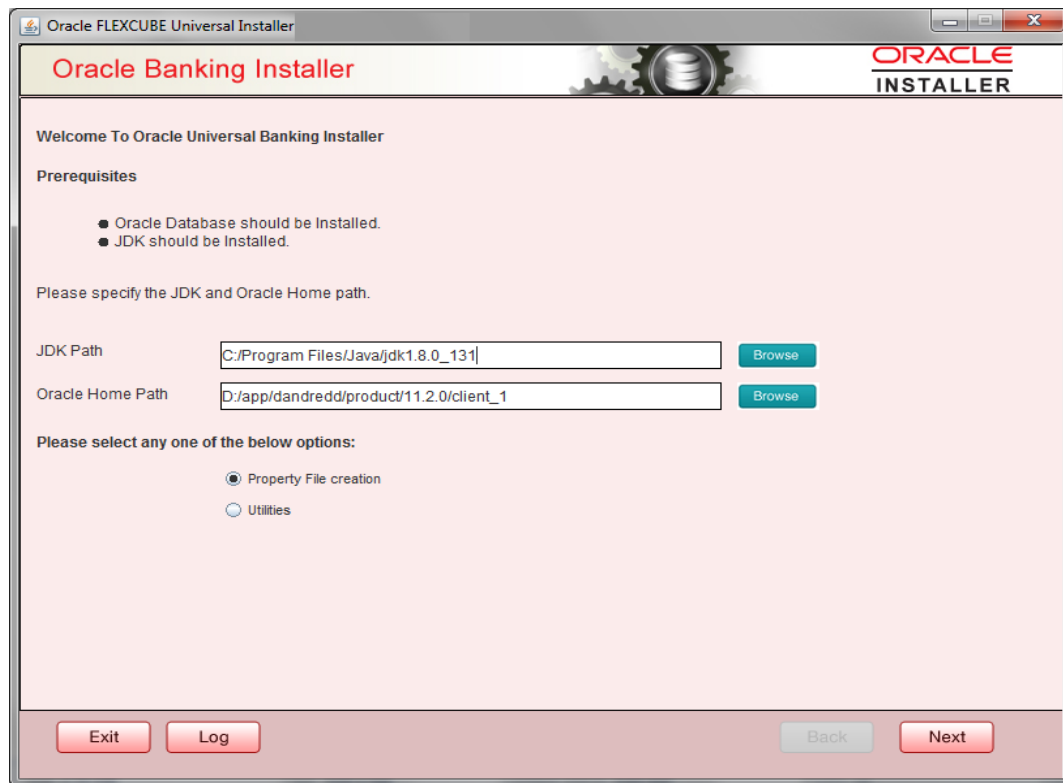 Oracle FLEXCUBE Universal Installer
Oracle Banking Installer
ORACLE
INSTALLER
Welcome To Oracle Universal Banking Installer
Prerequisites
Oracle Database should be Installed.
JDK should be Installed.
Please specify the JDK and Oracle Home path.
JDK Path C:/Program Files/Java/jdk1.8.0_131 Browse
Oracle Home Path D:/app/dandredd/product/11.2.0/client_1 Browse
Please select any one of the below options:
Property File creation
Utilities
Exit Log Back Next